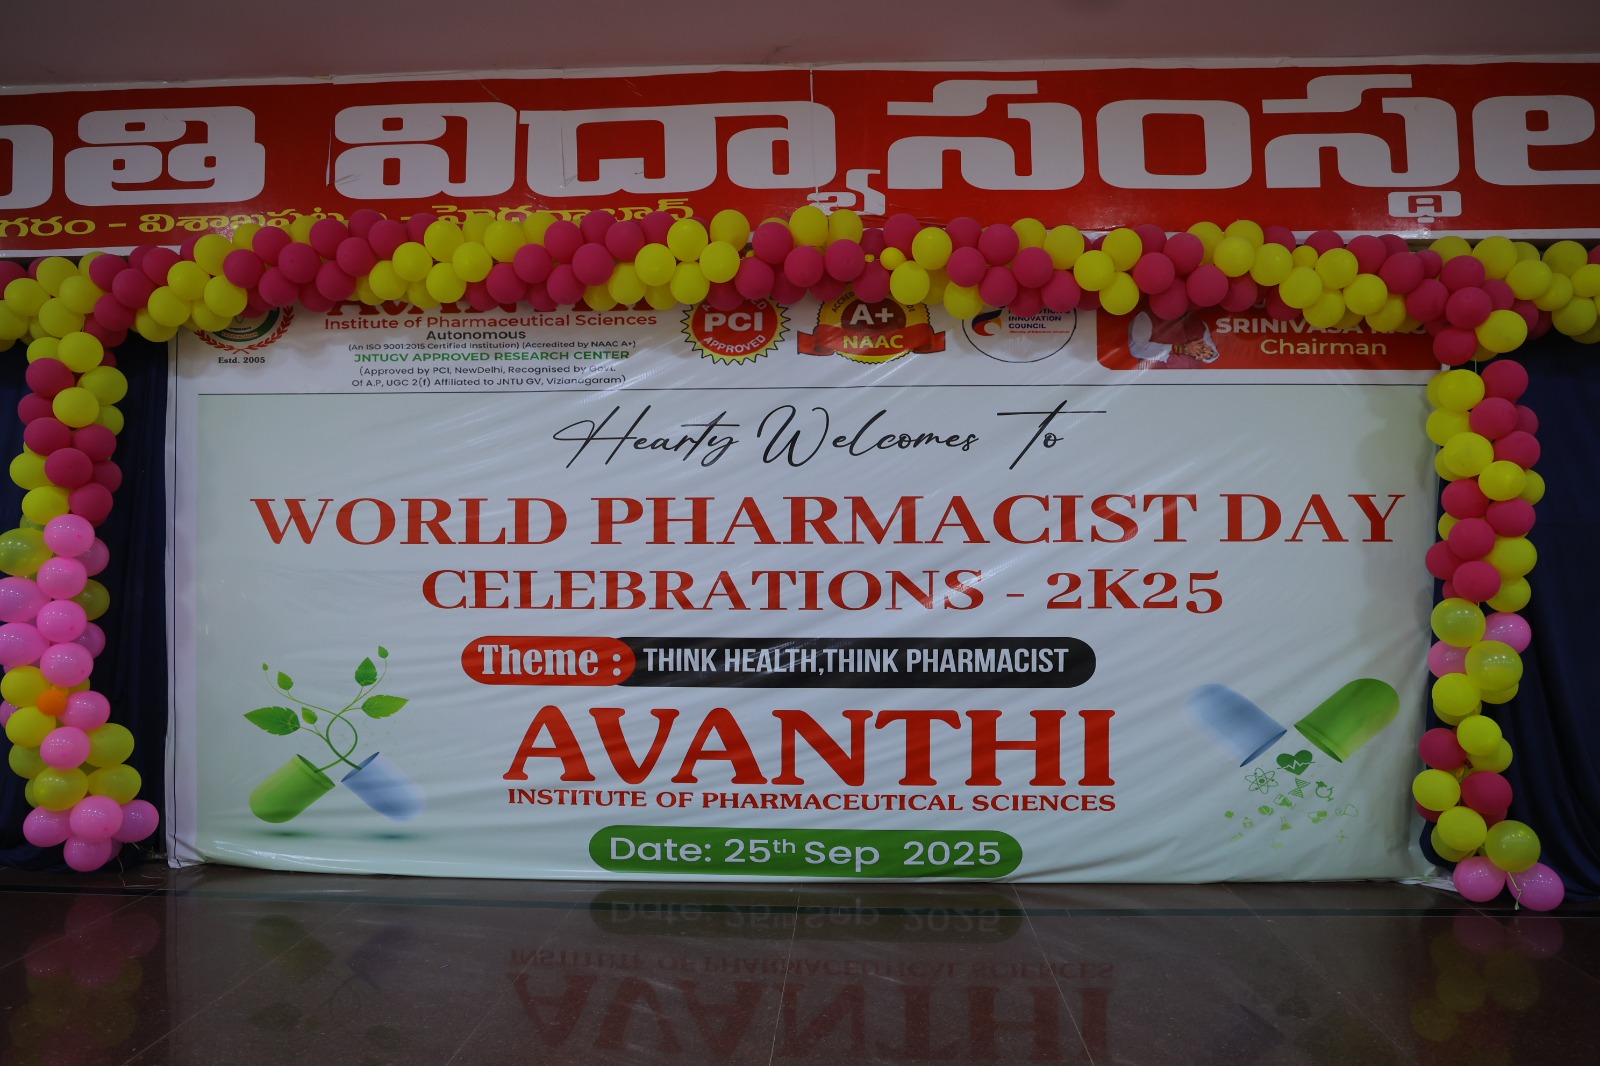 విద్యాసంస్థల
Estd. 2005
Institute of Pharmaceutical Sciences
Autonomous
(An ISO 9001:2015 Certified Institution) (Accredited by NAAC A+)
JNTUGV APPROVED RESEARCH CENTER
(Approved by PCI, NewDelhi, Recognised by Govt.
Of A.P, UGC 2(f) Affiliated to JNTU GV, Vizianagaram)
PCI
APPROVED
A+
NAAC
INNOVATION
COUNCIL
SRINIVASA
Chairman
Hearty Welcomes To
WORLD PHARMACIST DAY
CELEBRATIONS - 2K25
Theme : THINK HEALTH,THINK PHARMACIST
AVANTHI
INSTITUTE OF PHARMACEUTICAL SCIENCES
Date: 25th Sep 2025